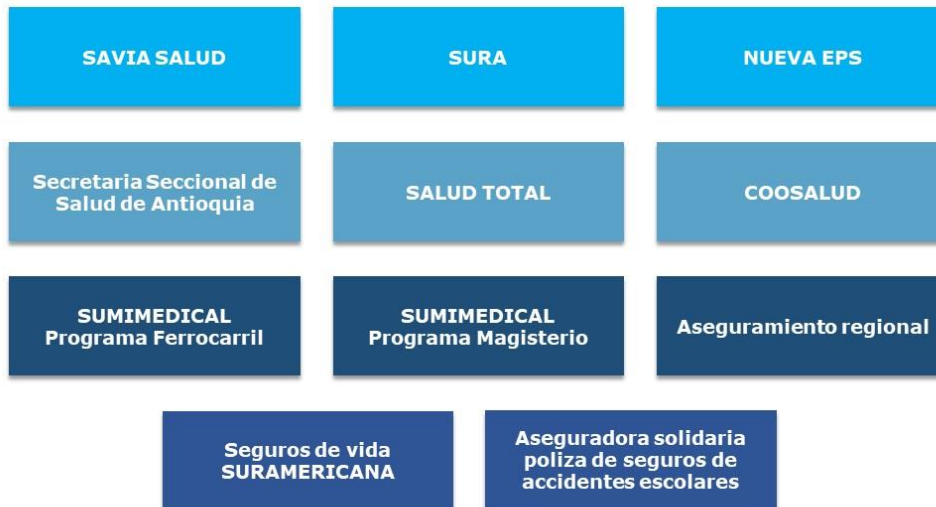 SAVIA SALUD
SURA
NUEVA EPS
Secretaria Seccional de
Salud de Antioquia
SALUD TOTAL
COOSALUD
SUMIMEDICAL
Programa Ferrocarril
SUMIMEDICAL
Programa Magisterio
Aseguramiento regional
Seguros de vida
SURAMERICANA
Aseguradora solidaria
poliza de seguros de
accidentes escolares